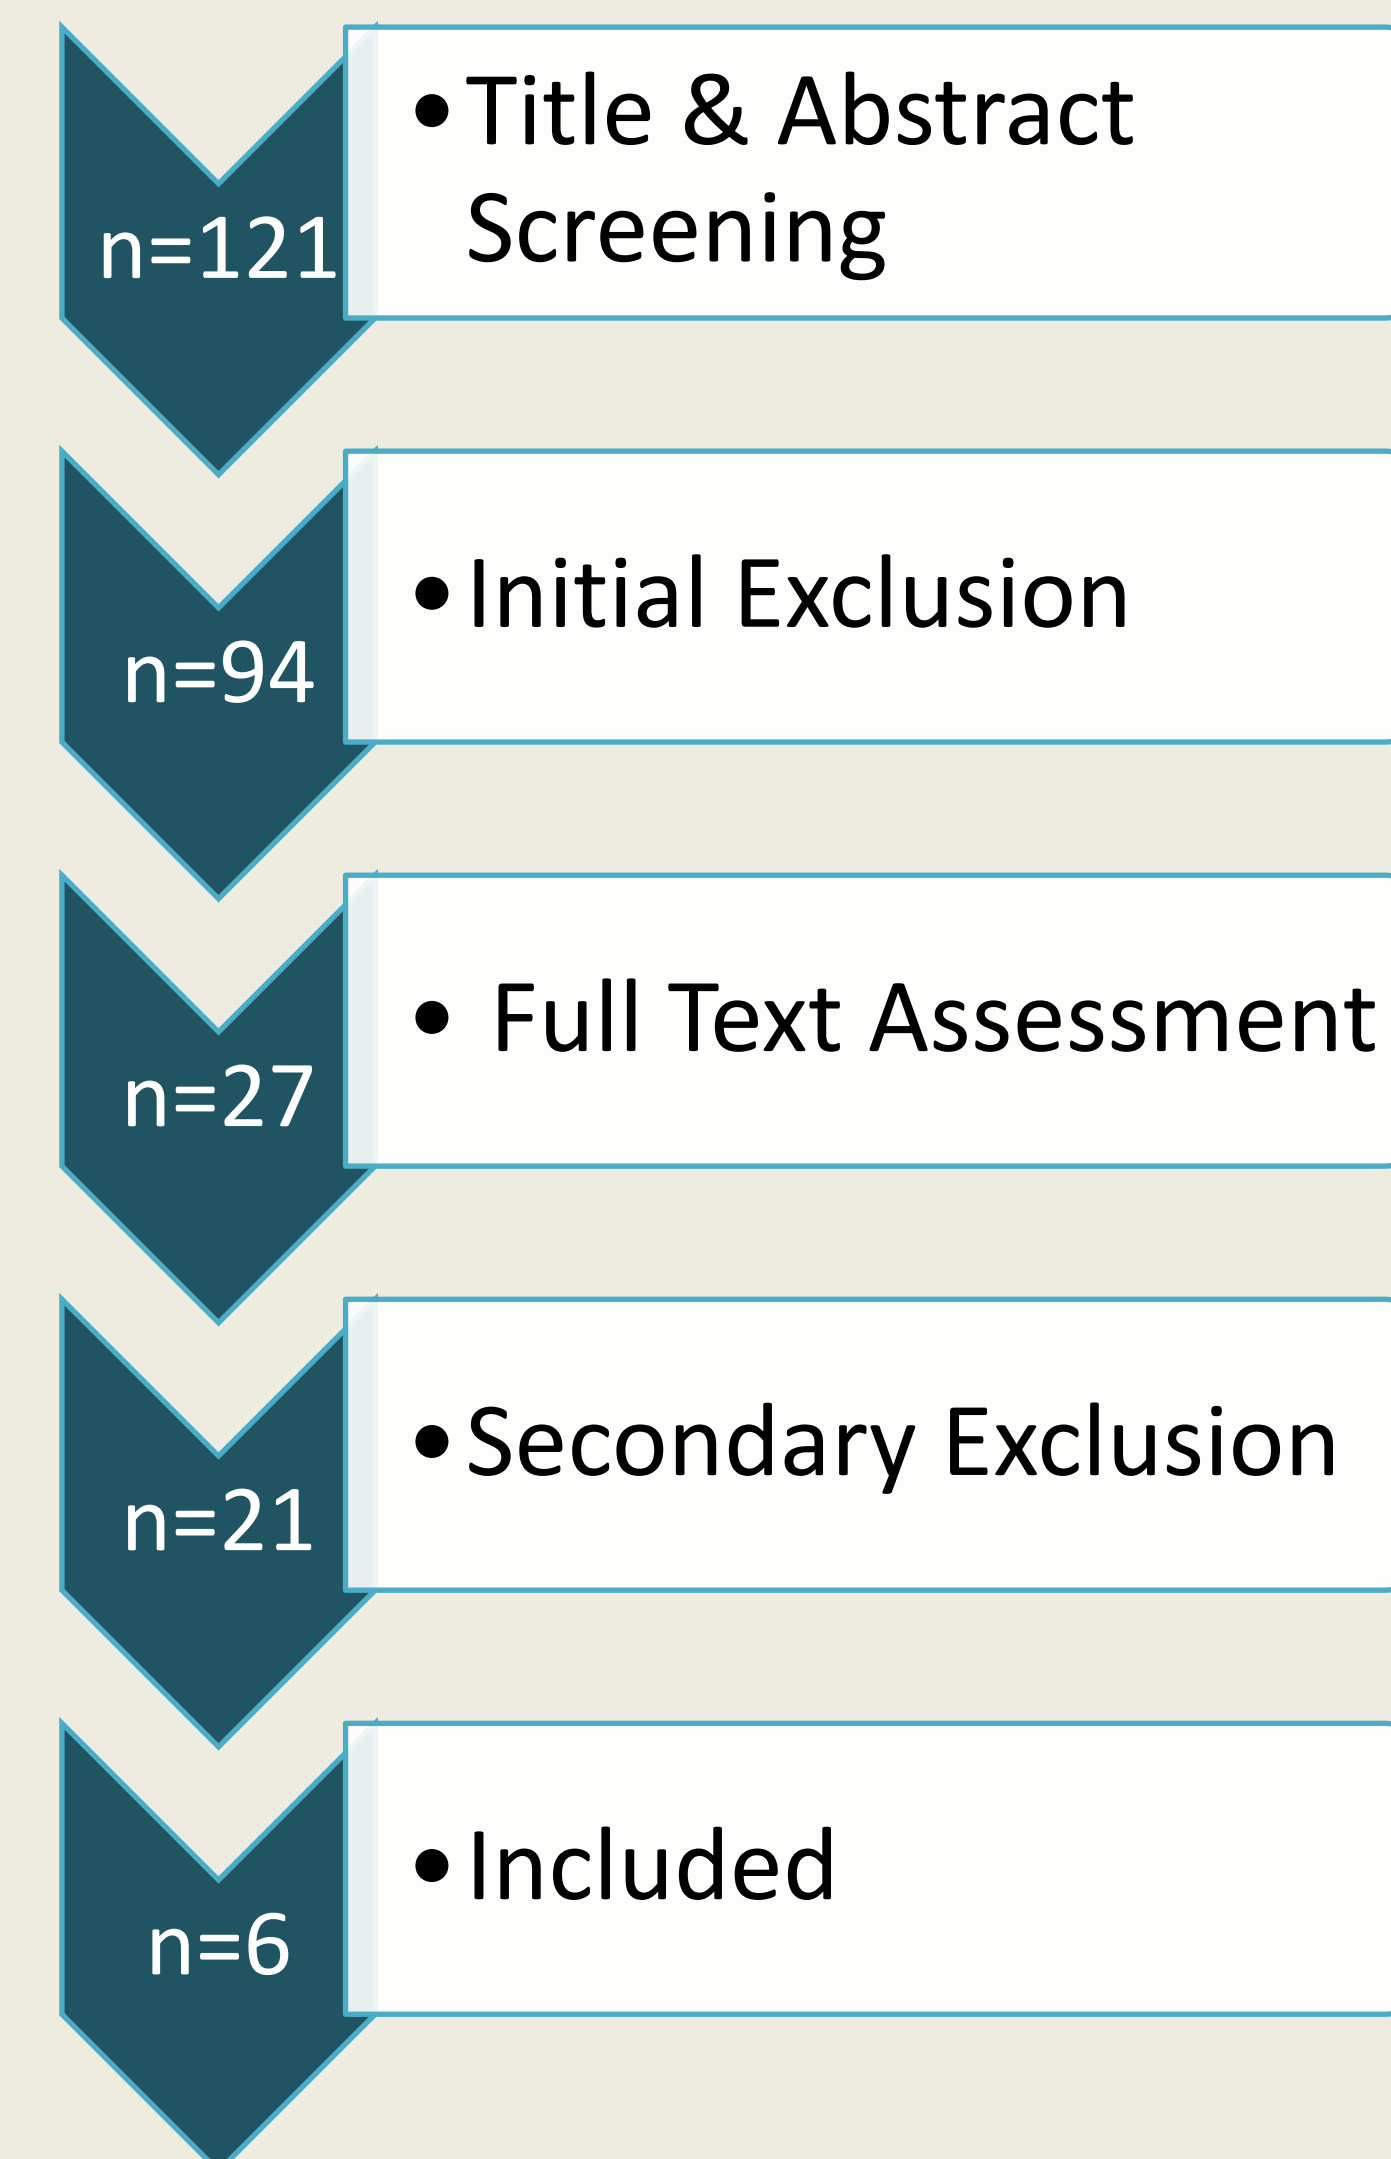 n=121
• Title & Abstract
Screening
n=94
• Initial Exclusion
n=27
• Full Text Assessment
n=21
• Secondary Exclusion
n=6
• Included